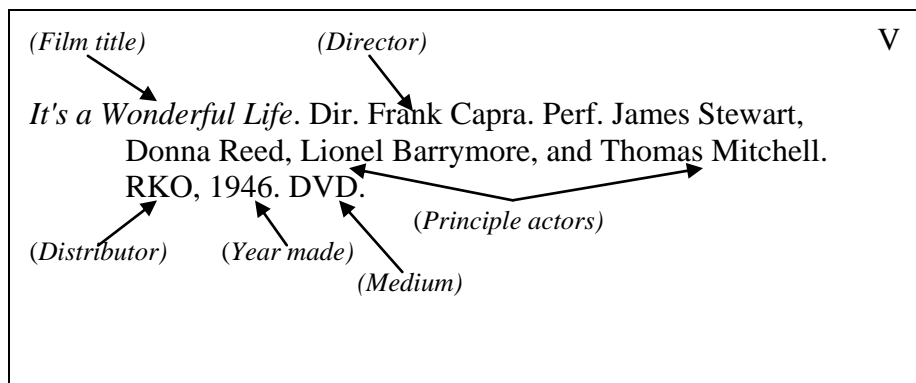 (Film title) (Director) V
It's a Wonderful Life. Dir. Frank Capra. Perf. James Stewart,
Donna Reed, Lionel Barrymore, and Thomas Mitchell.
RKO, 1946. DVD.
(Principle actors)
(Distributor) (Year made)
(Medium)